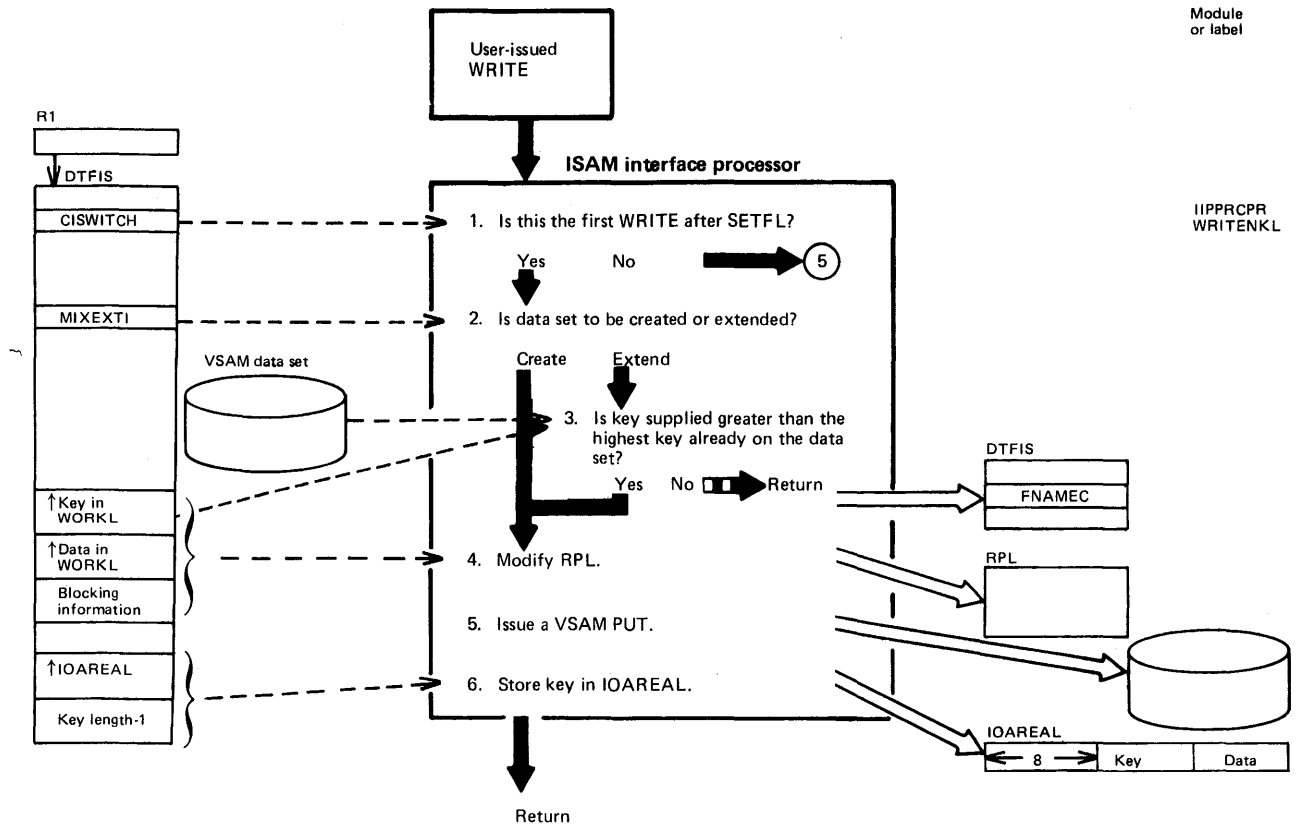 Module
or label
User-issued
WRITE
R1
DTFIS
CISWITCH
MIXEXTI
VSAM data set
↑Key in
WORKL
↑Data in
WORKL
Blocking
information
↑IOAREAL
Key length-1
ISAM interface processor
1. Is this the first WRITE after SETFL?
Yes No 5
2. Is data set to be created or extended?
Create Extend
3. Is key supplied greater than the
highest key already on the data
set?
Yes No Return
4. Modify RPL.
5. Issue a VSAM PUT.
6. Store key in IOAREAL.
Return
IIPPRCPR
WRITENKL
DTFIS
FNAMEC
RPL
IOAREAL
8 Key Data